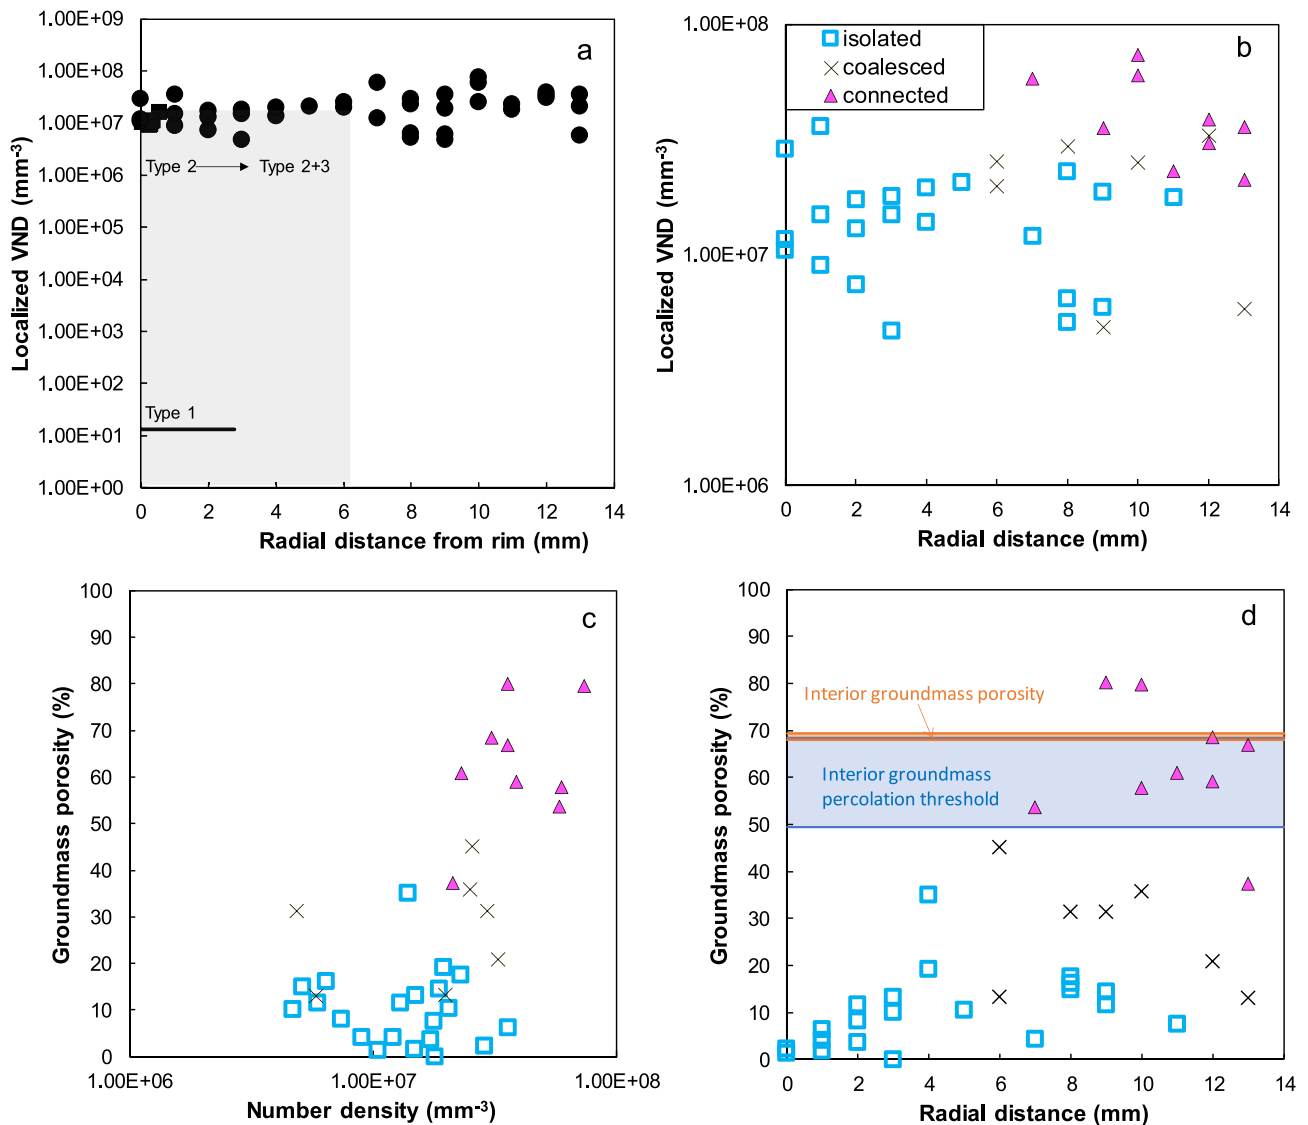 a
1.00E+09
1.00E+08
1.00E+07
1.00E+06
1.00E+05
1.00E+04
1.00E+03
1.00E+02
1.00E+01
1.00E+00
Localized VND (mm⁻³)
Type 2
Type 2+3
Type 1
0 2 4 6 8 10 12 14
Radial distance from rim (mm)
b
isolated
coalesced
connected
1.00E+08
1.00E+07
1.00E+06
Localized VND (mm⁻³)
0 2 4 6 8 10 12 14
Radial distance (mm)
c
100
90
80
70
60
50
40
30
20
10
0
Groundmass porosity (%)
1.00E+06 1.00E+07 1.00E+08
Number density (mm⁻³)
d
100
90
80
70
60
50
40
30
20
10
0
Groundmass porosity (%)
Interior groundmass porosity
Interior groundmass
percolation threshold
0 2 4 6 8 10 12 14
Radial distance (mm)